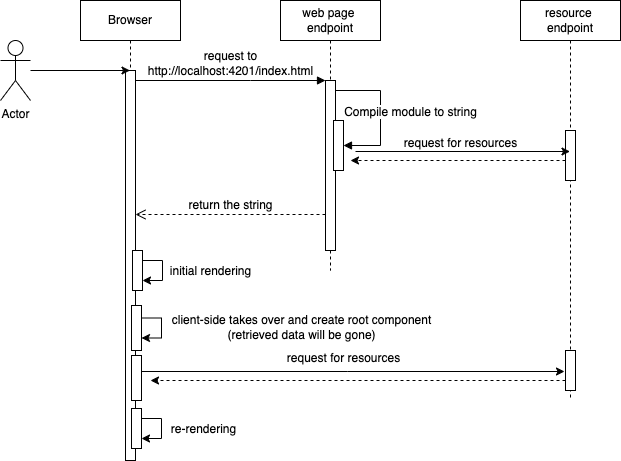 Browser
web page
endpoint
resource
endpoint
request to
http://localhost:4201/index.html
Actor
Compile module to string
request for resources
return the string
initial rendering
client-side takes over and create root component
(retrieved data will be gone)
request for resources
re-rendering